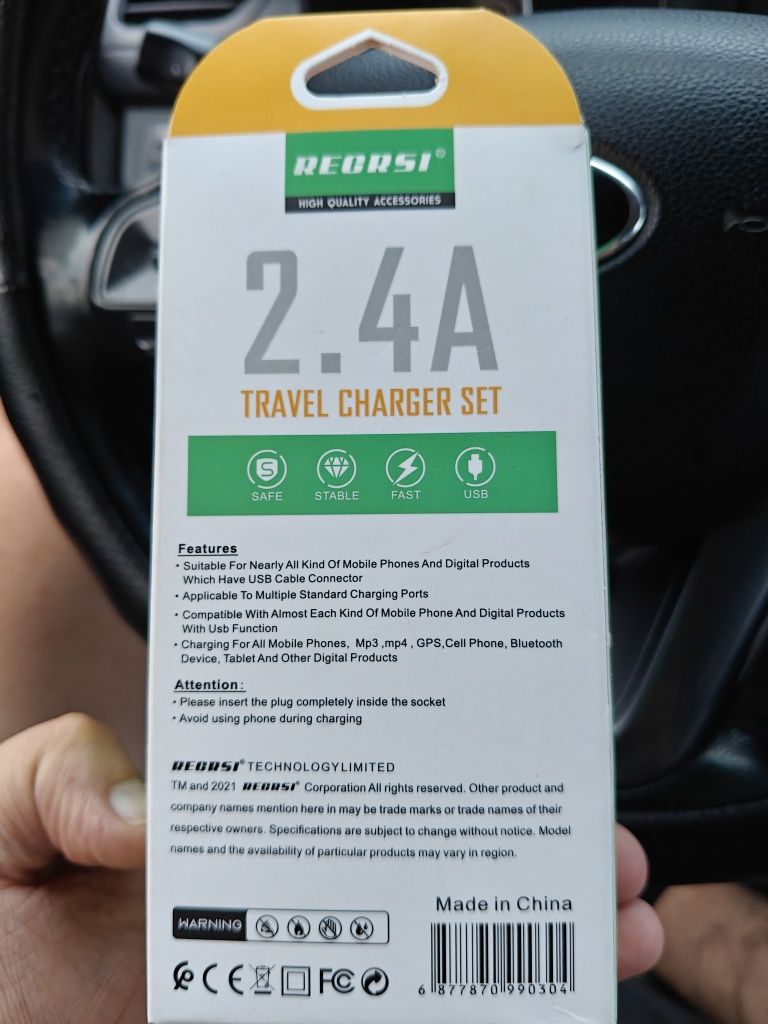 RECRSI®
HIGH QUALITY ACCESSORIES
2.4A
TRAVEL CHARGER SET
SAFE STABLE FAST USB
Features
• Suitable For Nearly All Kind Of Mobile Phones And Digital Products
Which Have USB Cable Connector
• Applicable To Multiple Standard Charging Ports
• Compatible With Almost Each Kind Of Mobile Phone And Digital Products
With Usb Function
• Charging For All Mobile Phones, Mp3 ,mp4 , GPS,Cell Phone, Bluetooth
Device, Tablet And Other Digital Products
Attention:
• Please insert the plug completely inside the socket
• Avoid using phone during charging
RECRSI® TECHNOLOGYLIMITED
TM and 2021 RECRSI® Corporation All rights reserved. Other product and
company names mention here in may be trade marks or trade names of their
respective owners. Specifications are subject to change without notice. Model
names and the availability of particular products may vary in region.
Made in China
WARNING
CE FC
6 877870 990304